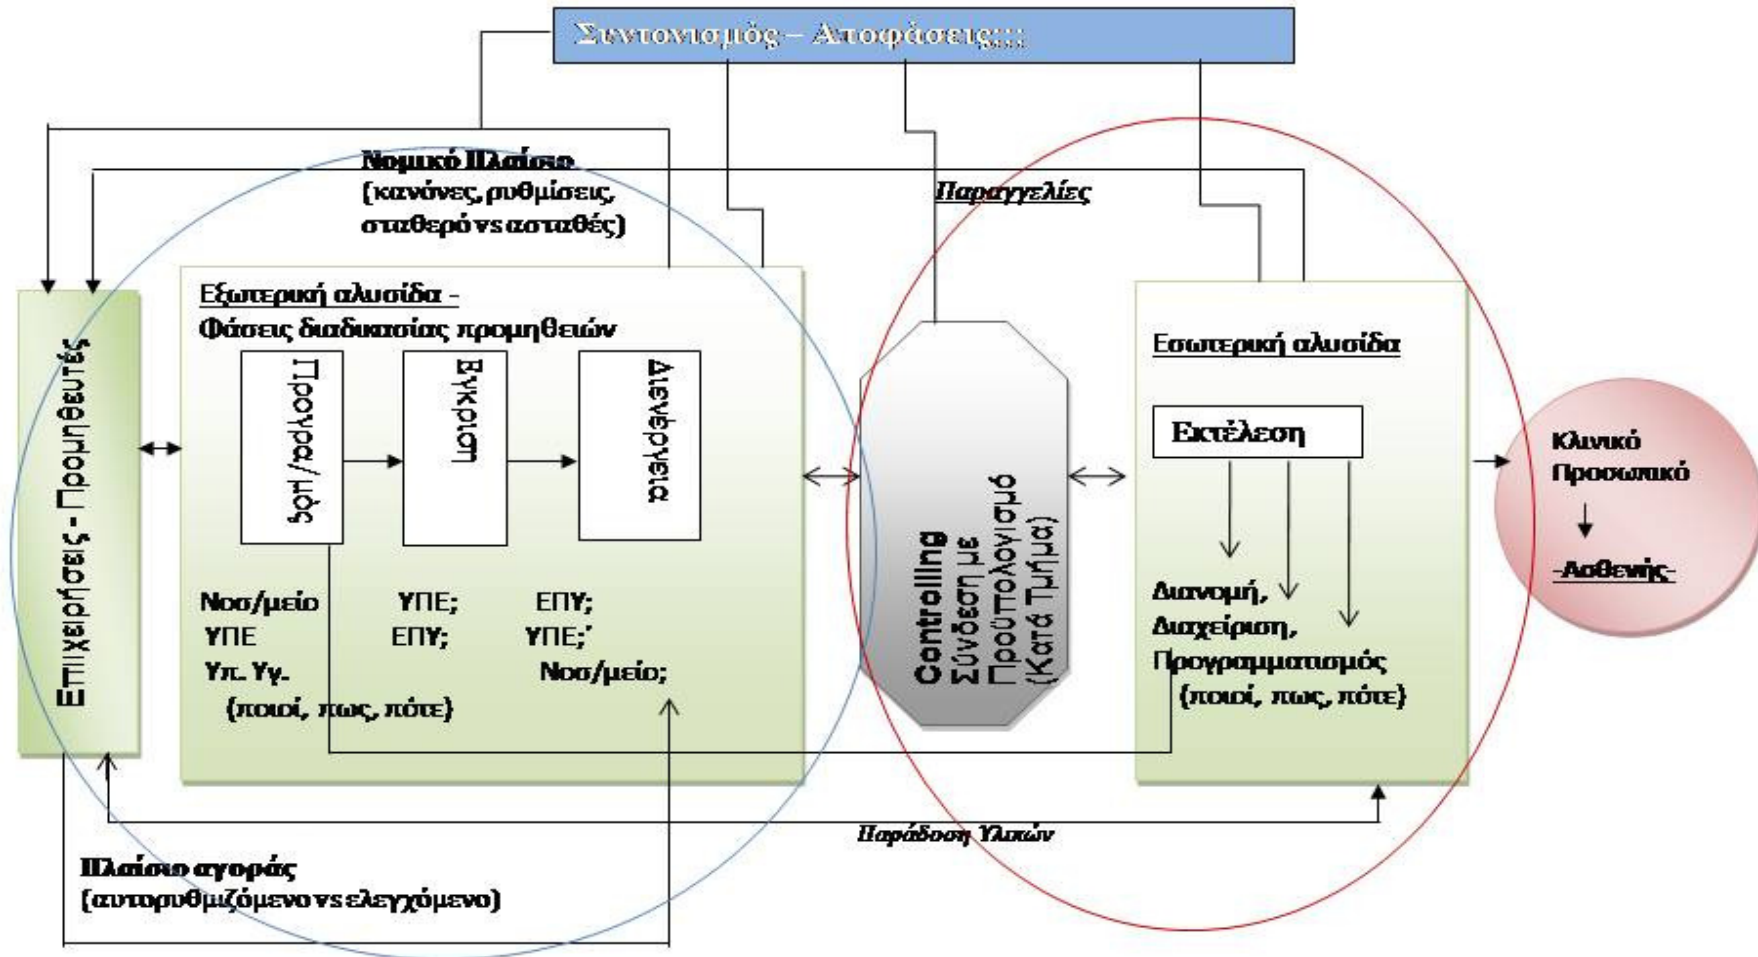 Συντονισμός – Αποφάσεις;;;
Νομικό Πλαίσιο
(κανόνες, ρυθμίσεις,
σταθερό vs ασταθές)
Παραγγελίες
Επιχειρήσεις - Προμηθευτές
Εξωτερική αλυσίδα -
Φάσεις διαδικασίας προμηθειών
Προγρα/μός
Εγκριση
Διενέργεια
Νοσ/μείο ΥΠΕ; ΕΠΥ;
ΥΠΕ ΕΠΥ; ΥΠΕ;΄
Υπ. Υγ. Νοσ/μείο;
(ποιοί, πως, πότε)
Controlling
Σύνδεση με
Προϋπολογισμό
(Κατά Τμήμα)
Εσωτερική αλυσίδα
Εκτέλεση
Διανομή,
Διαχείριση,
Προγραμματισμός
(ποιοί, πως, πότε)
Κλινικό
Προσωπικό
-Ασθενής-
Παράδοση Υλικών
Πλαίσιο αγοράς
(αυτορυθμιζόμενο vs ελεγχόμενο)